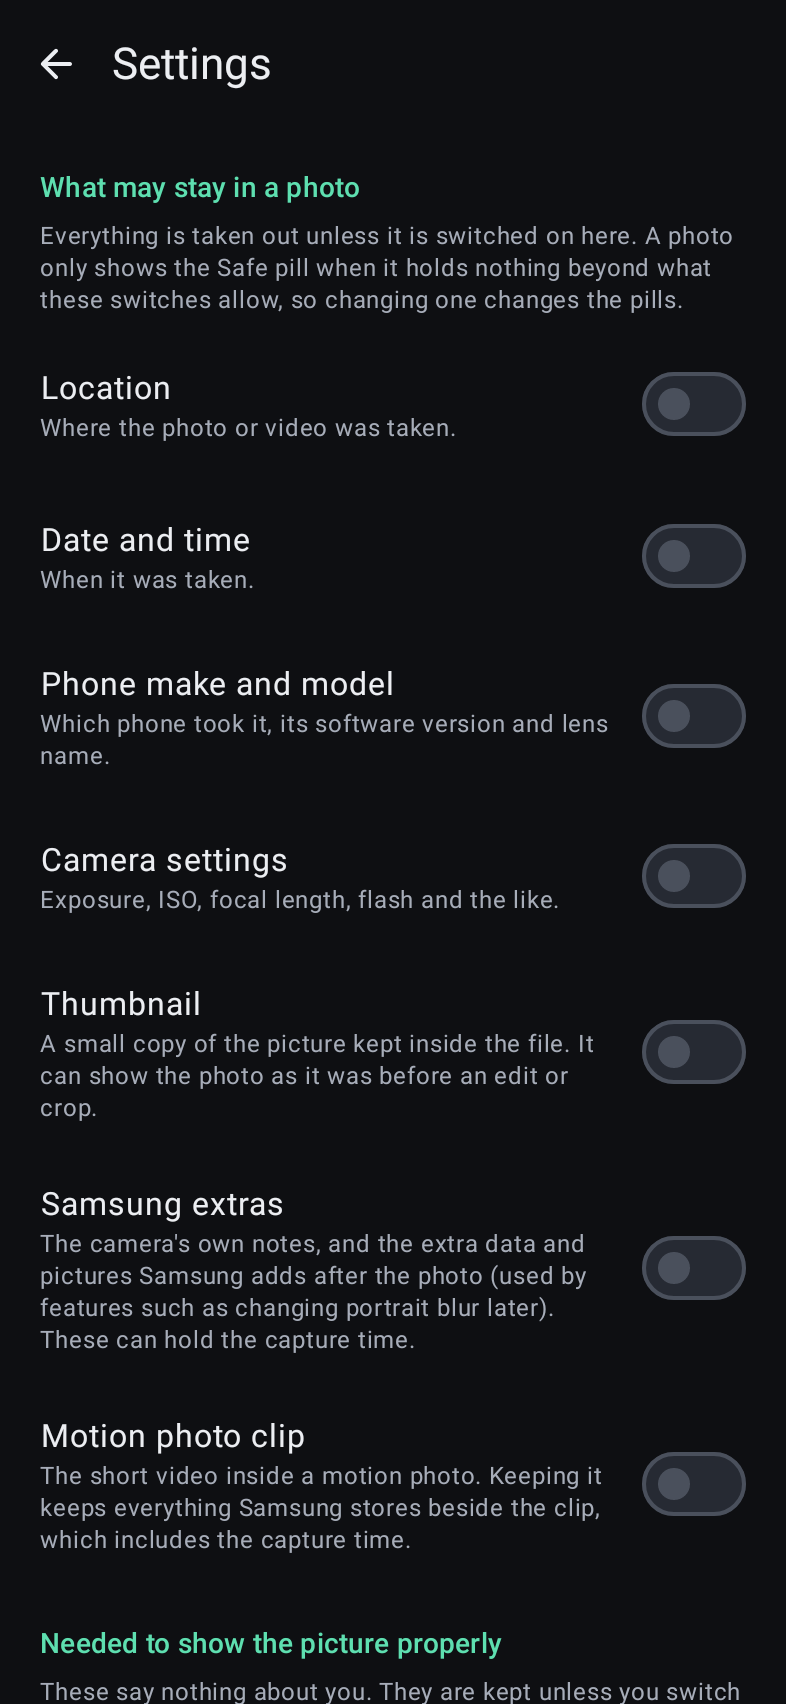 Settings
What may stay in a photo
Everything is taken out unless it is switched on here. A photo
only shows the Safe pill when it holds nothing beyond what
these switches allow, so changing one changes the pills.
Location
Where the photo or video was taken.
Date and time
When it was taken.
Phone make and model
Which phone took it, its software version and lens
name.
Camera settings
Exposure, ISO, focal length, flash and the like.
Thumbnail
A small copy of the picture kept inside the file. It
can show the photo as it was before an edit or
crop.
Samsung extras
The camera's own notes, and the extra data and
pictures Samsung adds after the photo (used by
features such as changing portrait blur later).
These can hold the capture time.
Motion photo clip
The short video inside a motion photo. Keeping it
keeps everything Samsung stores beside the clip,
which includes the capture time.
Needed to show the picture properly
These say nothing about you. They are kept unless you switch